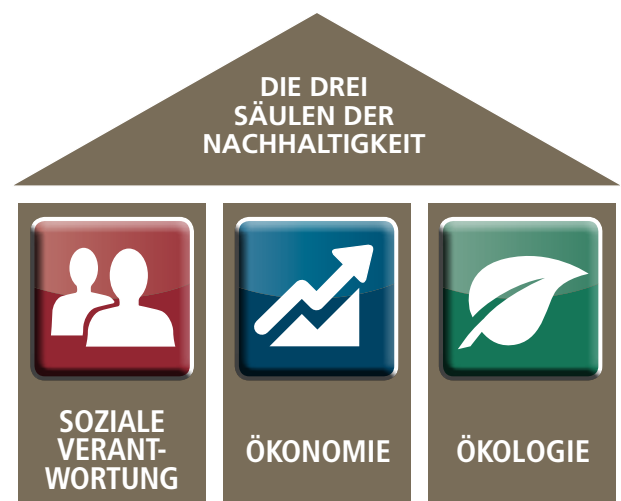 DIE DREI
SÄULEN DER
NACHHALTIGKEIT
SOZIALE
VERANT-
WORTUNG
ÖKONOMIE
ÖKOLOGIE